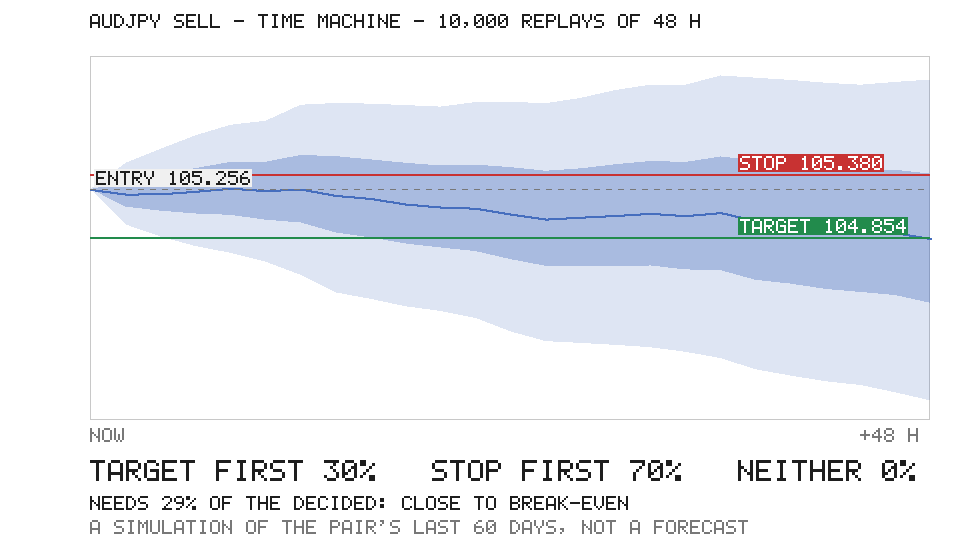 AUDJPY SELL - TIME MACHINE - 10,000 REPLAYS OF 48 H
STOP 105.380
ENTRY 105.256
TARGET 104.854
NOW +48 H
TARGET FIRST 30% STOP FIRST 70% NEITHER 0%
NEEDS 29% OF THE DECIDED: CLOSE TO BREAK-EVEN
A SIMULATION OF THE PAIR'S LAST 60 DAYS, NOT A FORECAST